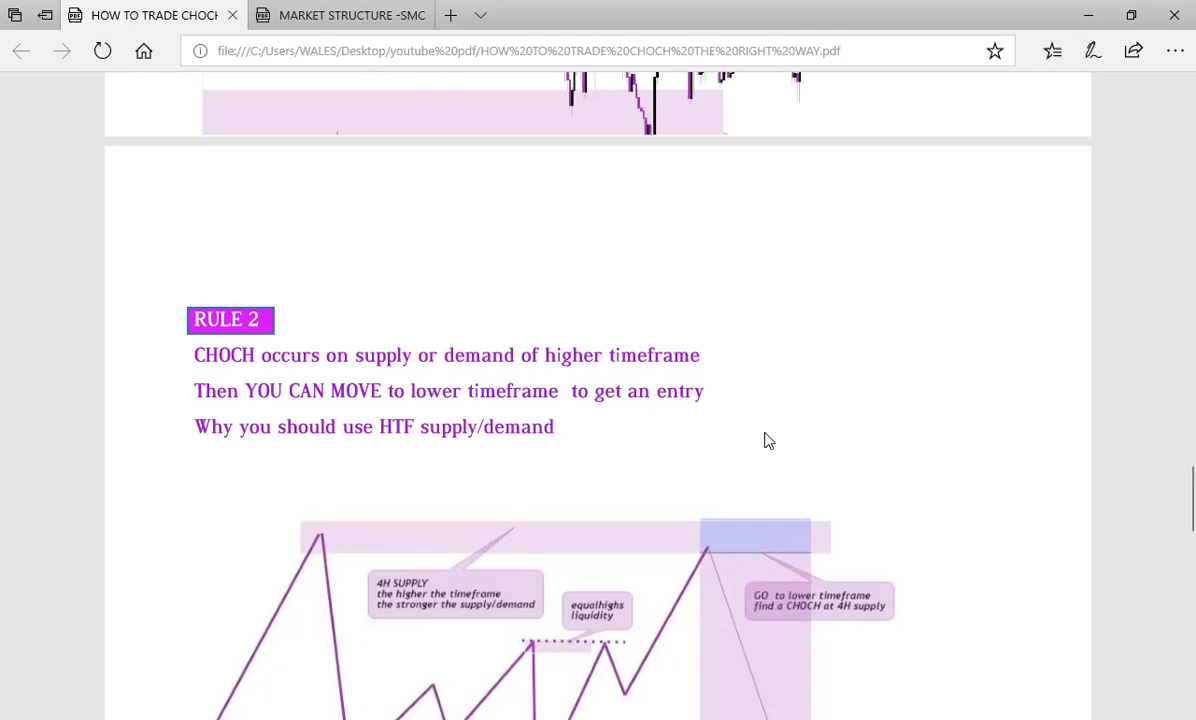 HOW TO TRADE CHOCH
MARKET STRUCTURE -SMC
file:///C:/Users/WALES/Desktop/youtube%20pdf/HOW%20TO%20TRADE%20CHOCH%20THE%20RIGHT%20WAY.pdf
RULE 2
CHOCH occurs on supply or demand of higher timeframe
Then YOU CAN MOVE to lower timeframe to get an entry
Why you should use HTF supply/demand
4H SUPPLY
the higher the timeframe
the stronger the supply/demand
equalhighs
liquidity
GO to lower timeframe
find a CHOCH at 4H supply